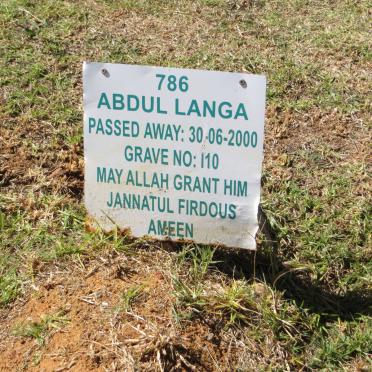 786
ABDUL LANGA
PASSED AWAY: 30-06-2000
GRAVE NO: I10
MAY ALLAH GRANT HIM
JANNATUL FIRDOUS
AMEEN